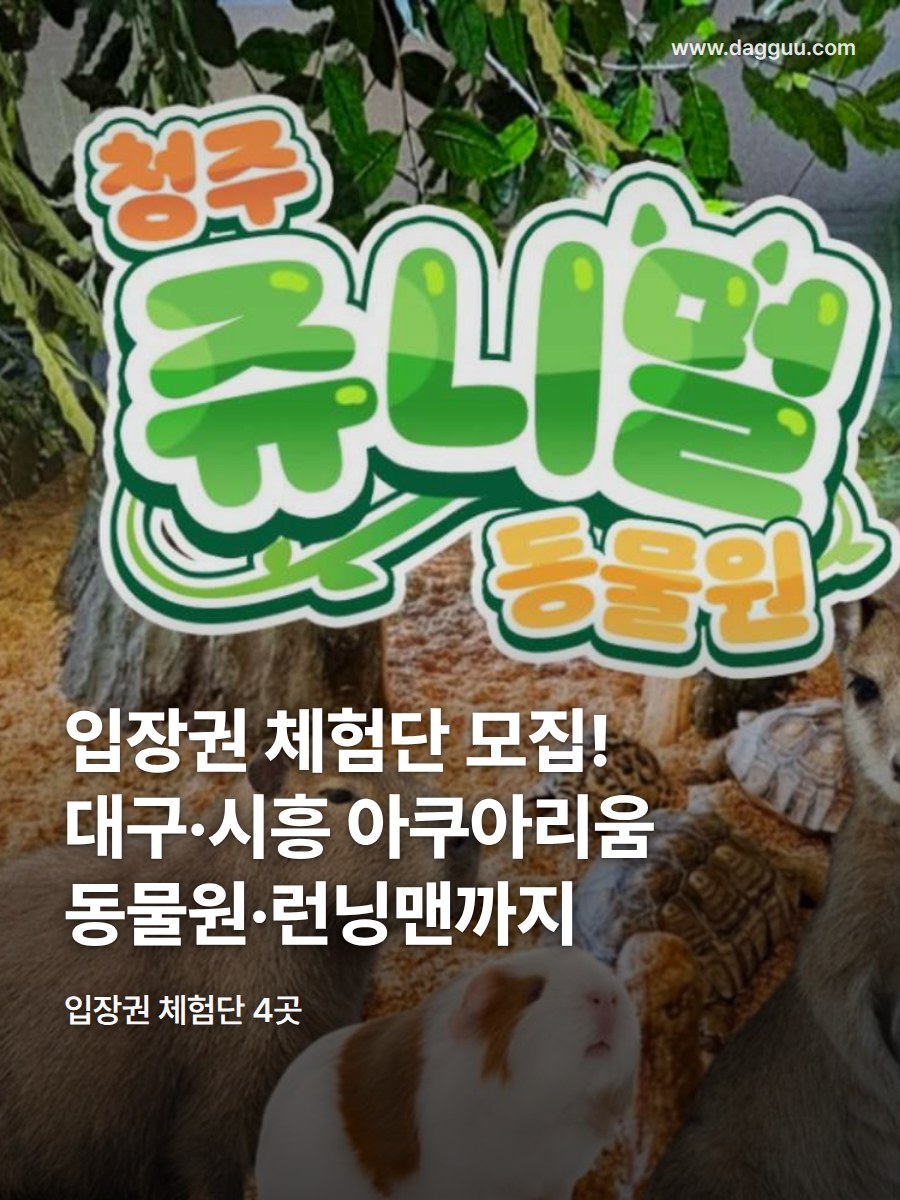 www.dagguu.com
청주
쥬니멀
동물원
입장권 체험단 모집!
대구·시흥 아쿠아리움
동물원·런닝맨까지
입장권 체험단 4곳